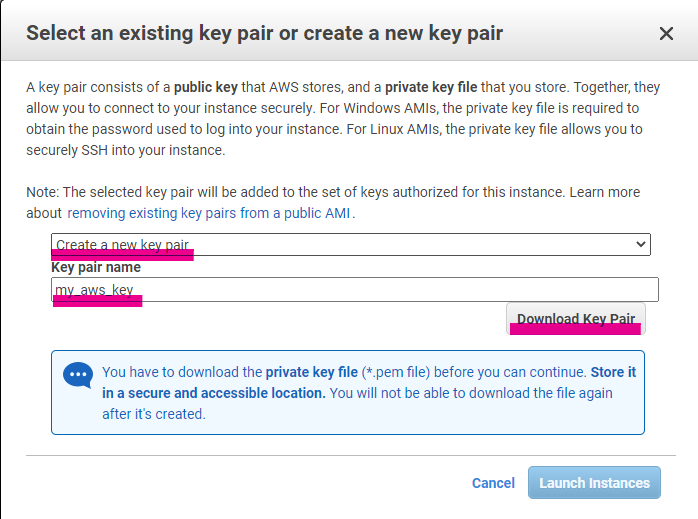 Select an existing key pair or create a new key pair
A key pair consists of a public key that AWS stores, and a private key file that you store. Together, they
allow you to connect to your instance securely. For Windows AMIs, the private key file is required to
obtain the password used to log into your instance. For Linux AMIs, the private key file allows you to
securely SSH into your instance.
Note: The selected key pair will be added to the set of keys authorized for this instance. Learn more
about removing existing key pairs from a public AMI.
Create a new key pair
Key pair name
my_aws_key
Download Key Pair
You have to download the private key file (*.pem file) before you can continue. Store it
in a secure and accessible location. You will not be able to download the file again
after it's created.
Cancel Launch Instances